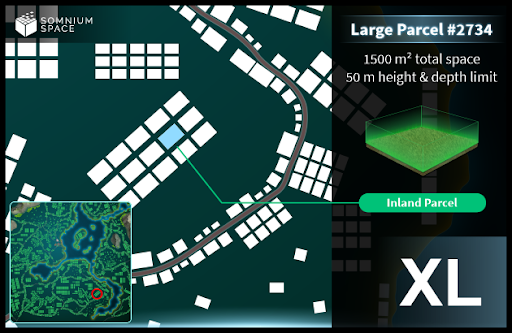 SOMNIUM
SPACE
Large Parcel #2734
1500 m² total space
50 m height & depth limit
Inland Parcel
XL